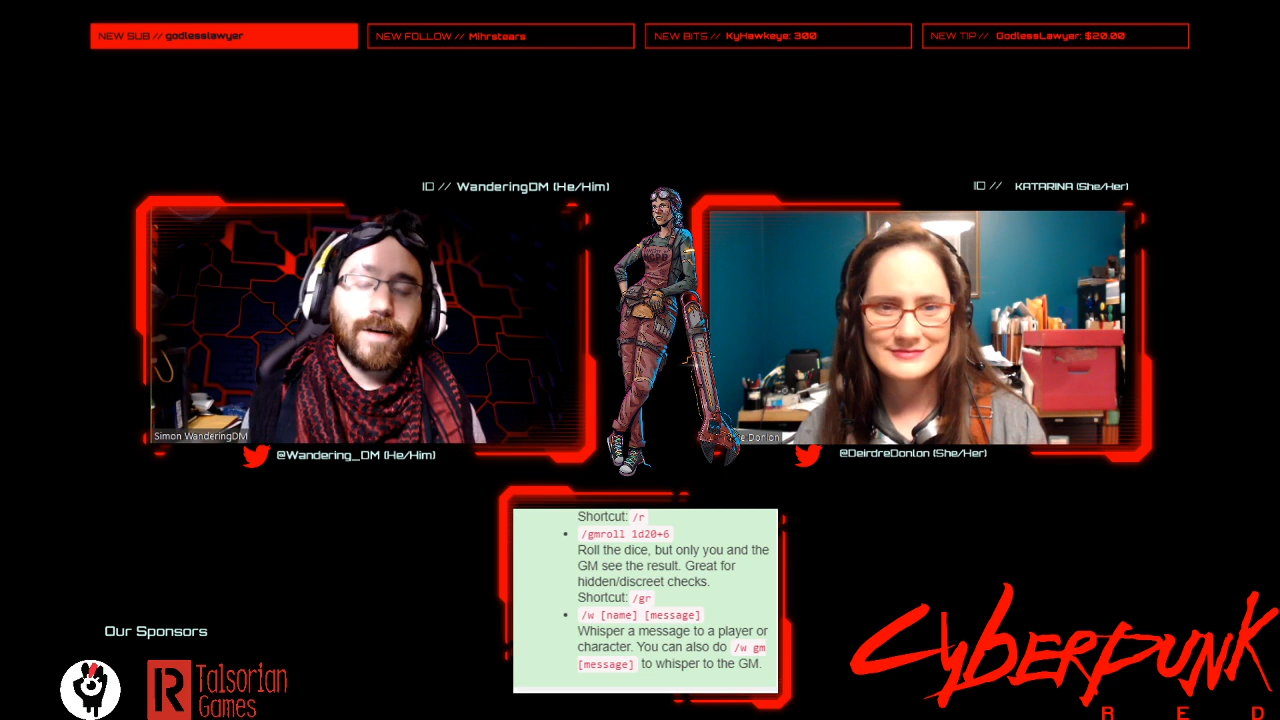 NEW SUB // godlesslawyer
NEW FOLLOW // Mihrstears
NEW BITS // KyHawkeye: 300
NEW TIP // GodlessLawyer: $20.00
ID // WanderingDM (He/Him)
ID // KATARINA (She/Her)
Simon WanderingDM
e Donlon
@Wandering_DM (He/Him)
@DeirdreDonlon (She/Her)
Shortcut: /r
• /gmroll 1d20+6
Roll the dice, but only you and the
GM see the result. Great for
hidden/discreet checks.
Shortcut: /gr
• /w [name] [message]
Whisper a message to a player or
character. You can also do /w gm
[message] to whisper to the GM.
Our Sponsors
R Talsorian
Games
Cyberpunk
RED